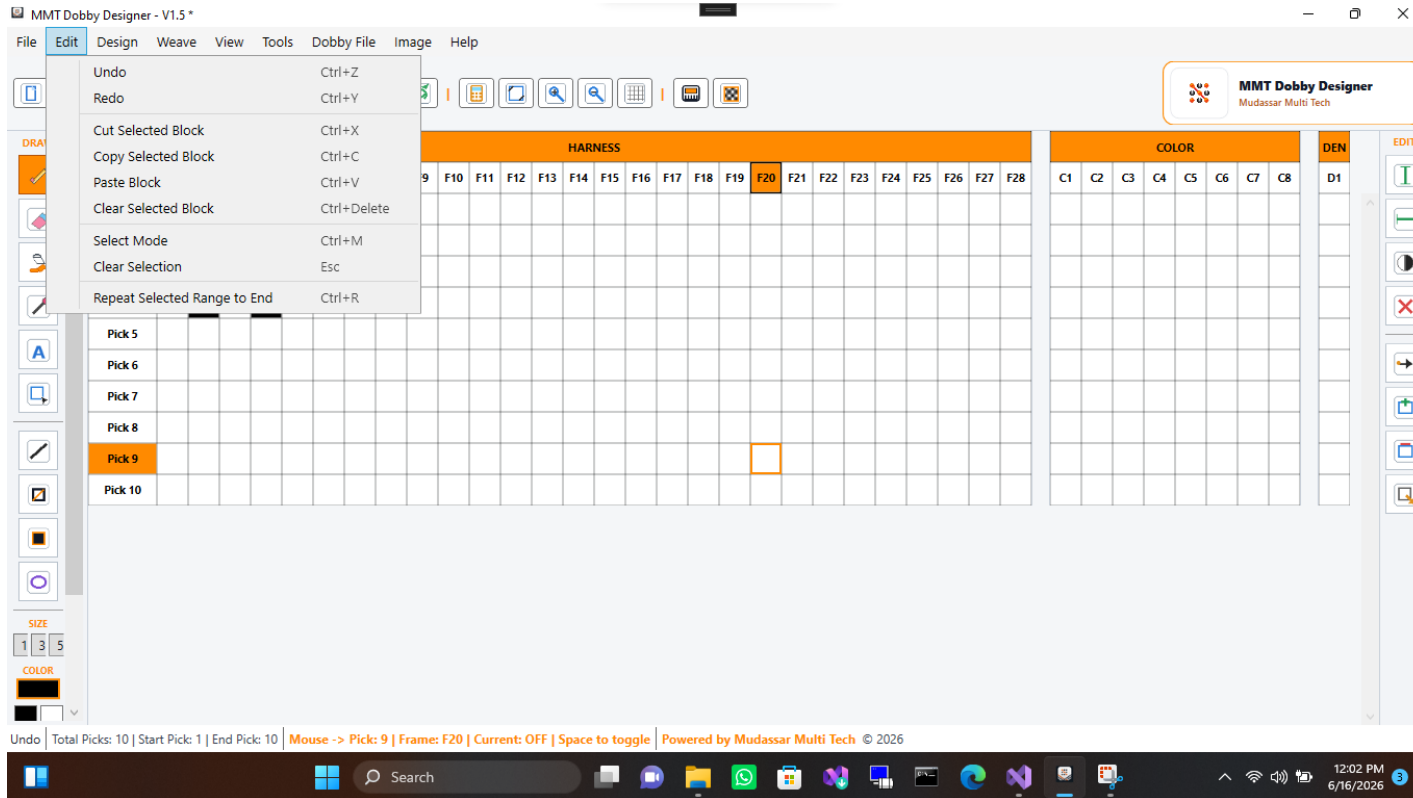 MMT Dobby Designer - V1.5 *
File Edit Design Weave View Tools Dobby File Image Help
Undo Ctrl+Z
Redo Ctrl+Y
Cut Selected Block Ctrl+X
Copy Selected Block Ctrl+C
Paste Block Ctrl+V
Clear Selected Block Ctrl+Delete
Select Mode Ctrl+M
Clear Selection Esc
Repeat Selected Range to End Ctrl+R
MMT Dobby Designer
Mudassar Multi Tech
HARNESS COLOR DEN
F10 F11 F12 F13 F14 F15 F16 F17 F18 F19 F20 F21 F22 F23 F24 F25 F26 F27 F28 C1 C2 C3 C4 C5 C6 C7 C8 D1
Pick 5
Pick 6
Pick 7
Pick 8
Pick 9
Pick 10
A
SIZE
1 3 5
COLOR
Undo Total Picks: 10 | Start Pick: 1 | End Pick: 10 Mouse -> Pick: 9 | Frame: F20 | Current: OFF | Space to toggle Powered by Mudassar Multi Tech © 2026
Search
12:02 PM
6/16/2026
3